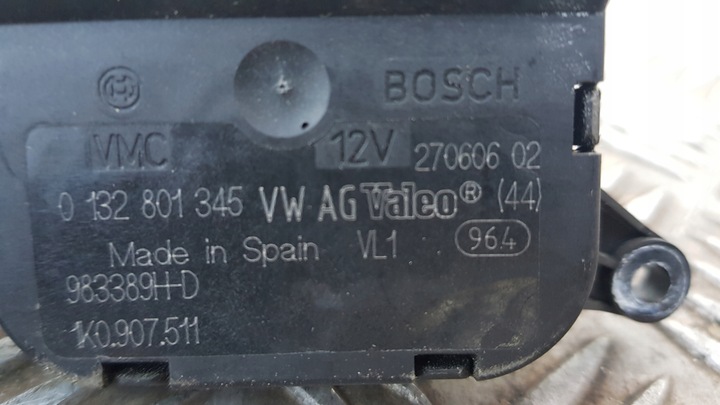 BOSCH
VMC 12V 270606 02
0 132 801 345 VW AG Valeo® (44)
Made in Spain VL1 964
983389H-D
1K0.907.511